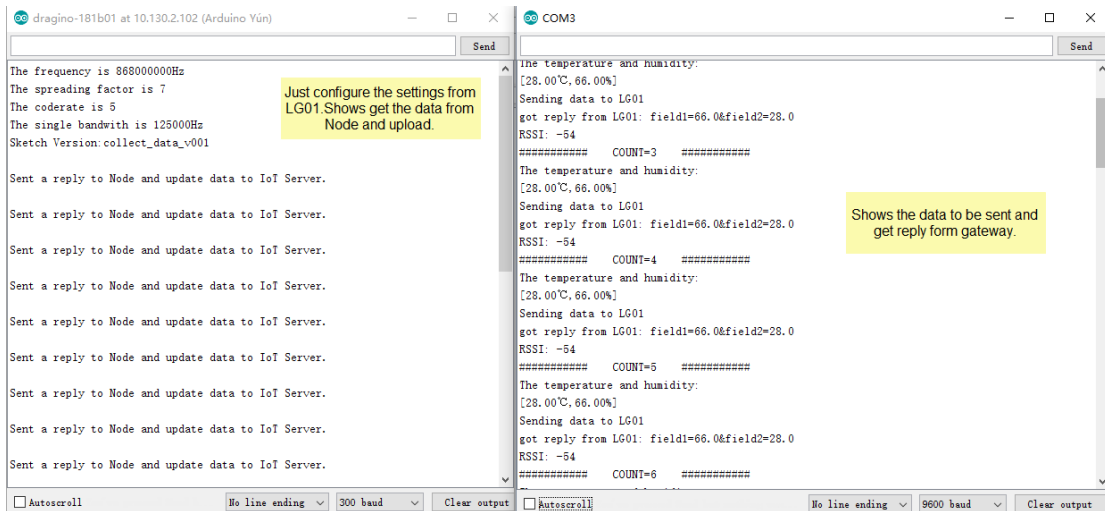 dragino-181b01 at 10.130.2.102 (Arduino Yún)
Send
The frequency is 868000000Hz
The spreading factor is 7
The coderate is 5
The single bandwith is 125000Hz
Sketch Version:collect_data_v001
Sent a reply to Node and update data to IoT Server.
Sent a reply to Node and update data to IoT Server.
Sent a reply to Node and update data to IoT Server.
Sent a reply to Node and update data to IoT Server.
Sent a reply to Node and update data to IoT Server.
Sent a reply to Node and update data to IoT Server.
Sent a reply to Node and update data to IoT Server.
Sent a reply to Node and update data to IoT Server.
Sent a reply to Node and update data to IoT Server.
Just configure the settings from
LG01.Shows get the data from
Node and upload.
Autoscroll
No line ending
300 baud
Clear output
COM3
Send
The temperature and humidity:
[28.00℃,66.00%]
Sending data to LG01
got reply from LG01: field1=66.0&field2=28.0
RSSI: -54
########### COUNT=3 ###########
The temperature and humidity:
[28.00℃,66.00%]
Sending data to LG01
got reply from LG01: field1=66.0&field2=28.0
RSSI: -54
########### COUNT=4 ###########
The temperature and humidity:
[28.00℃,66.00%]
Sending data to LG01
got reply from LG01: field1=66.0&field2=28.0
RSSI: -54
########### COUNT=5 ###########
The temperature and humidity:
[28.00℃,66.00%]
Sending data to LG01
got reply from LG01: field1=66.0&field2=28.0
RSSI: -54
########### COUNT=6 ###########
Shows the data to be sent and
get reply form gateway.
Autoscroll
No line ending
9600 baud
Clear output